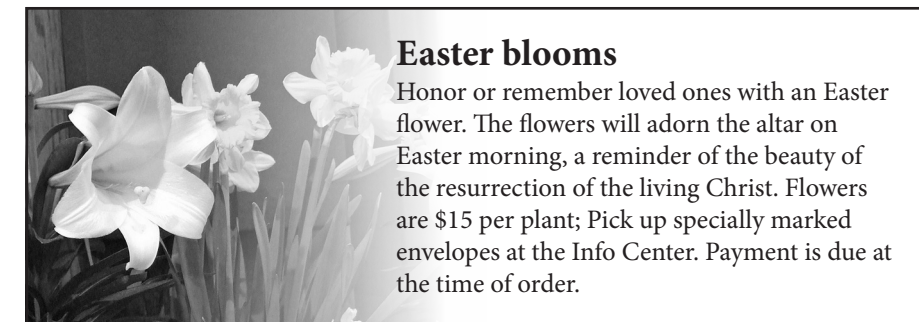 Easter blooms
Honor or remember loved ones with an Easter
flower. The flowers will adorn the altar on
Easter morning, a reminder of the beauty of
the resurrection of the living Christ. Flowers
are $15 per plant; Pick up specially marked
envelopes at the Info Center. Payment is due at
the time of order.